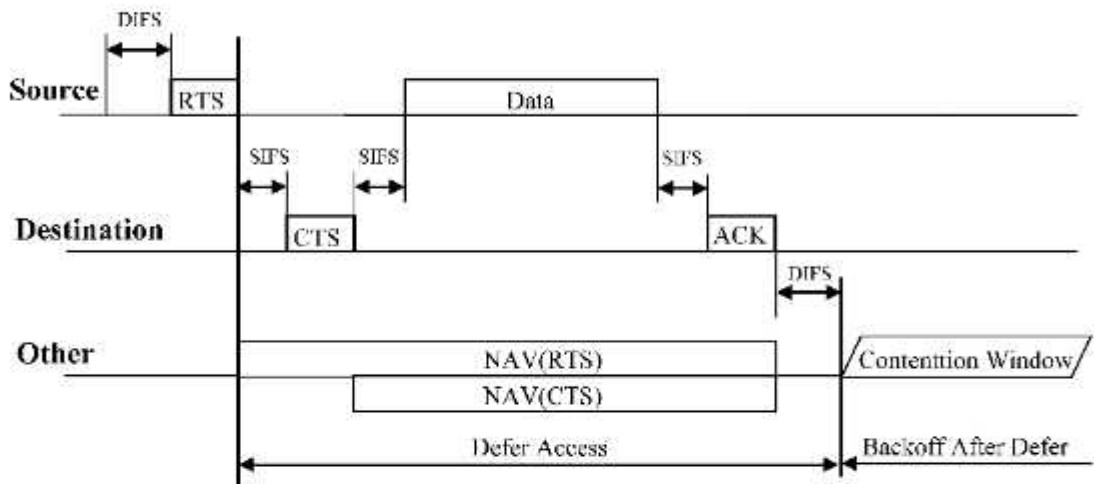 DIFS
Source
RTS
Data
SIFS
SIFS
SIFS
Destination
CTS
ACK
DIFS
Other
NAV(RTS)
Contenttion Window
NAV(CTS)
Defer Access
Backoff After Defer